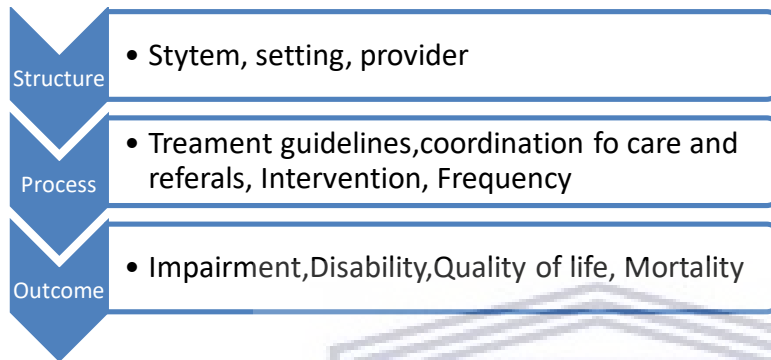 Structure
• Stytem, setting, provider
Process
• Treament guidelines,coordination fo care and
referals, Intervention, Frequency
Outcome
• Impairment,Disability,Quality of life, Mortality